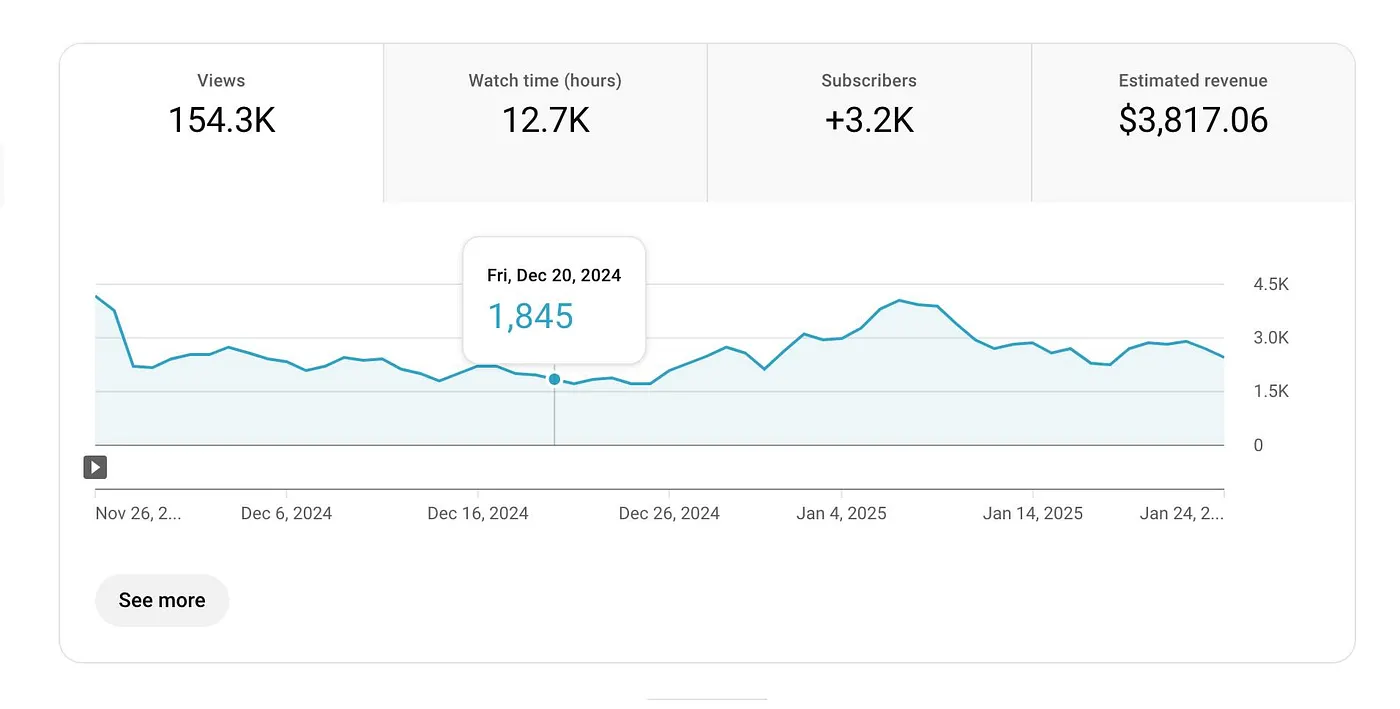 Views
154.3K
Watch time (hours)
12.7K
Subscribers
+3.2K
Estimated revenue
$3,817.06
Fri, Dec 20, 2024
1,845
4.5K
3.0K
1.5K
0
Nov 26, 2...
Dec 6, 2024
Dec 16, 2024
Dec 26, 2024
Jan 4, 2025
Jan 14, 2025
Jan 24, 2...
See more